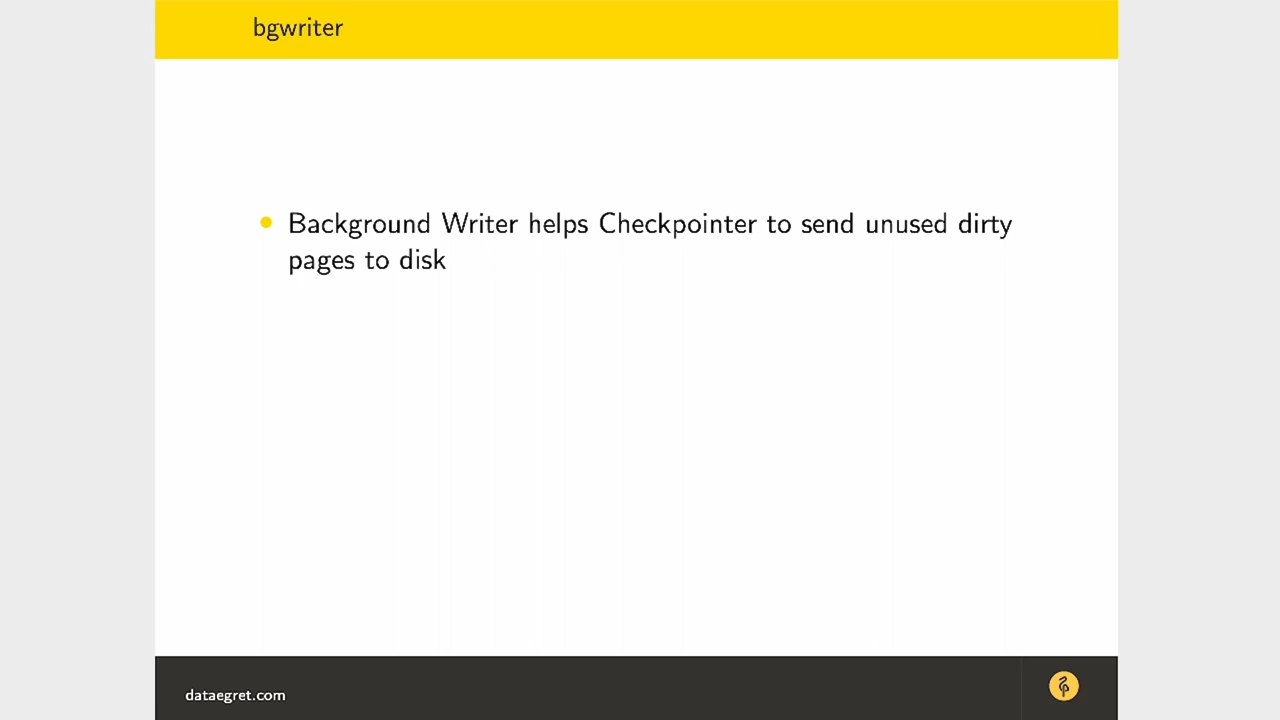 bgwriter
Background Writer helps Checkpointer to send unused dirty
pages to disk
dataegret.com